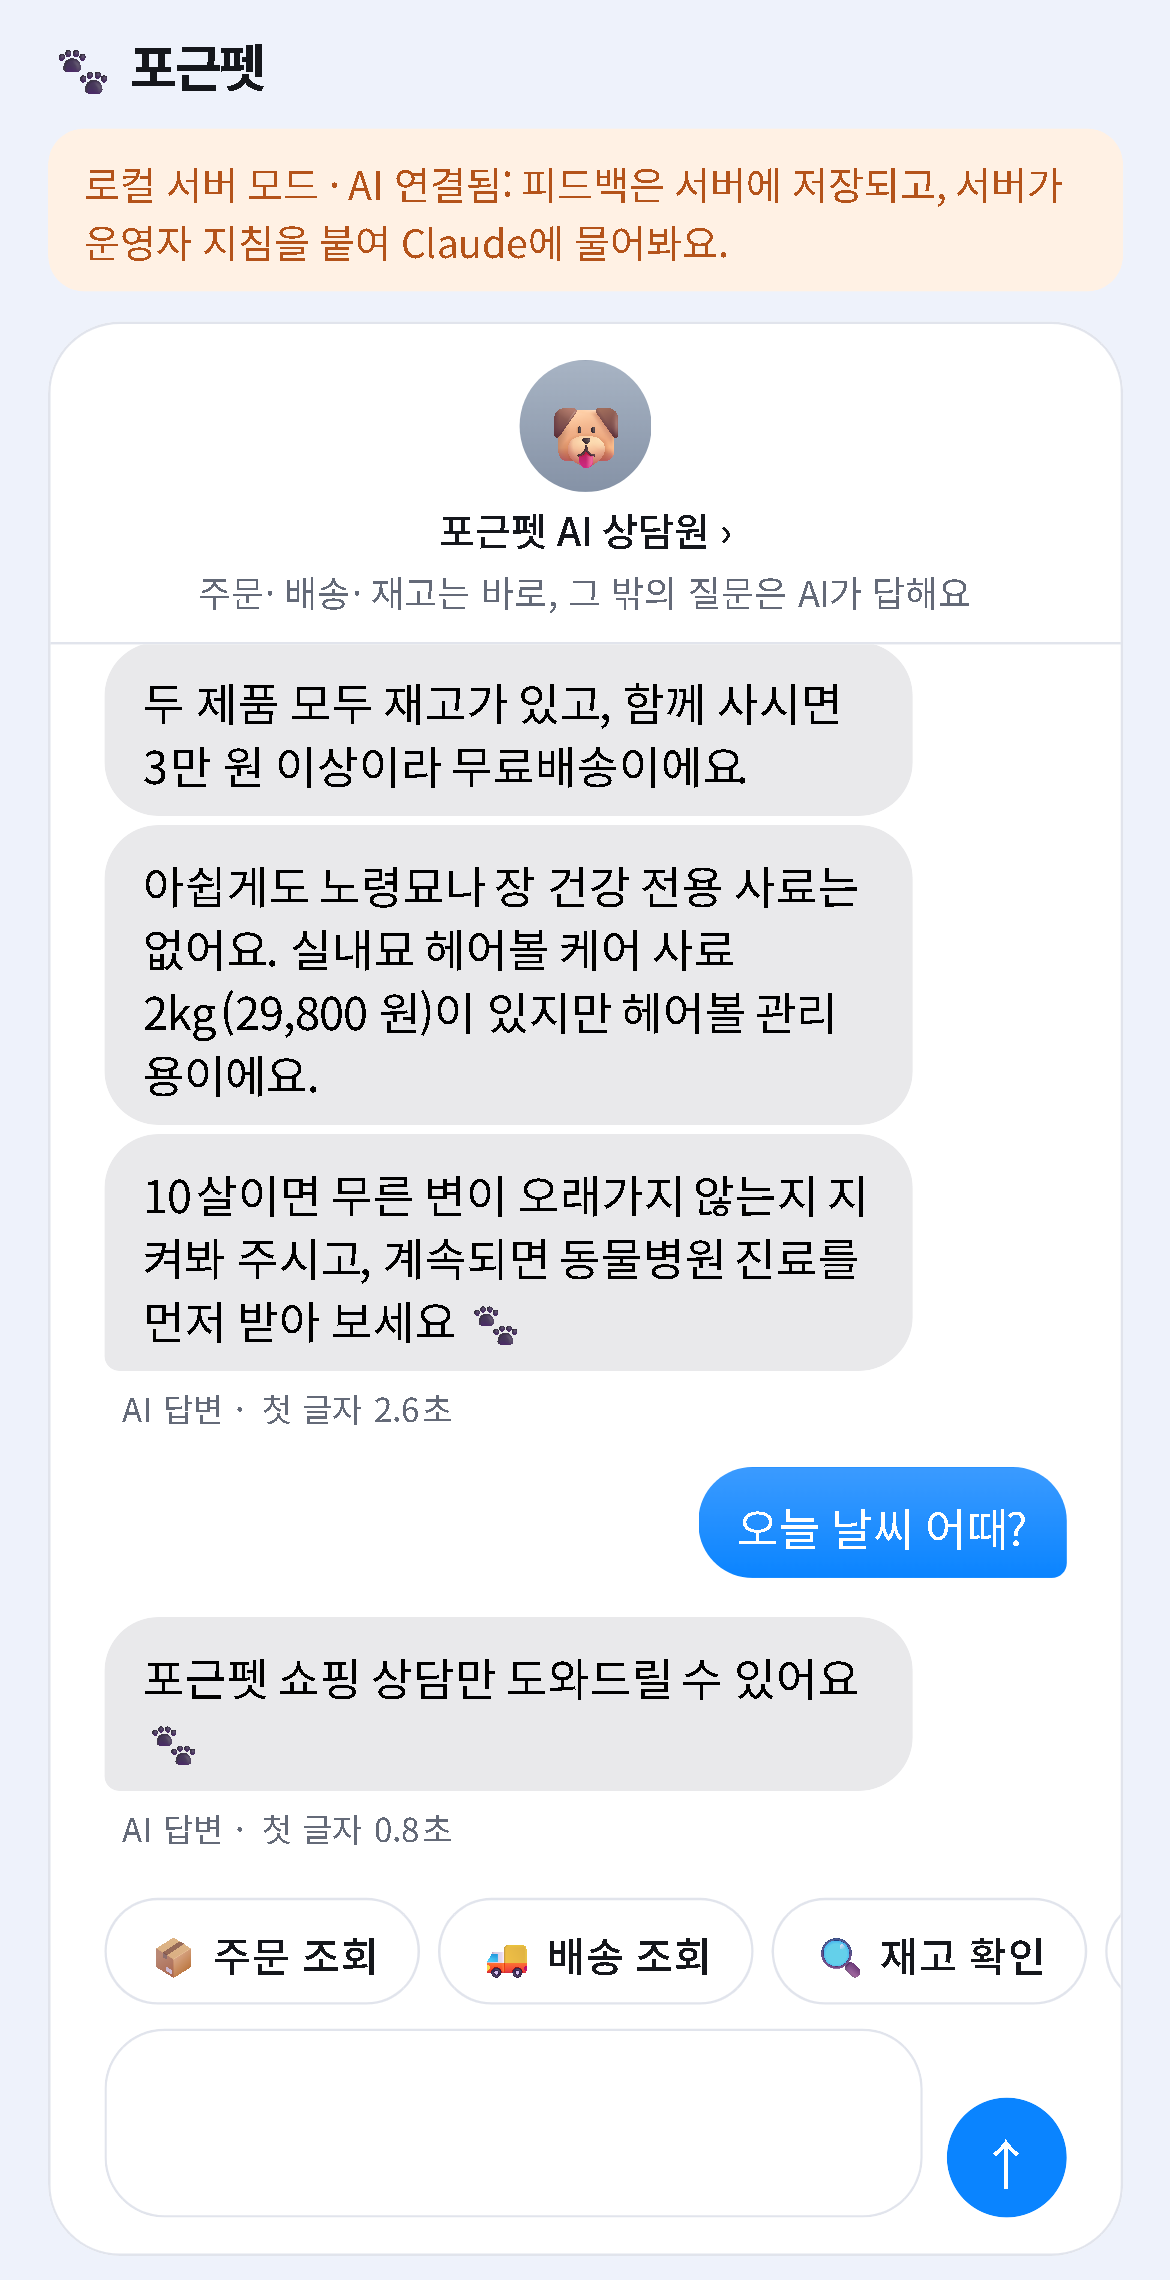 포근펫
로컬 서버 모드 · AI 연결됨: 피드백은 서버에 저장되고, 서버가
운영자 지침을 붙여 Claude에 물어봐요.
포근펫 AI 상담원 ›
주문· 배송· 재고는 바로, 그 밖의 질문은 AI가 답해요
두 제품 모두 재고가 있고, 함께 사시면
3만 원 이상이라 무료배송이에요.
아쉽게도 노령묘나 장 건강 전용 사료는
없어요. 실내묘 헤어볼 케어 사료
2kg(29,800 원)이 있지만 헤어볼 관리
용이에요.
10살이면 무른 변이 오래가지 않는지 지
켜봐 주시고, 계속되면 동물병원 진료를
먼저 받아 보세요 🐾
AI 답변 · 첫 글자 2.6초
오늘 날씨 어때?
포근펫 쇼핑 상담만 도와드릴 수 있어요
🐾
AI 답변 · 첫 글자 0.8초
주문 조회
배송 조회
재고 확인